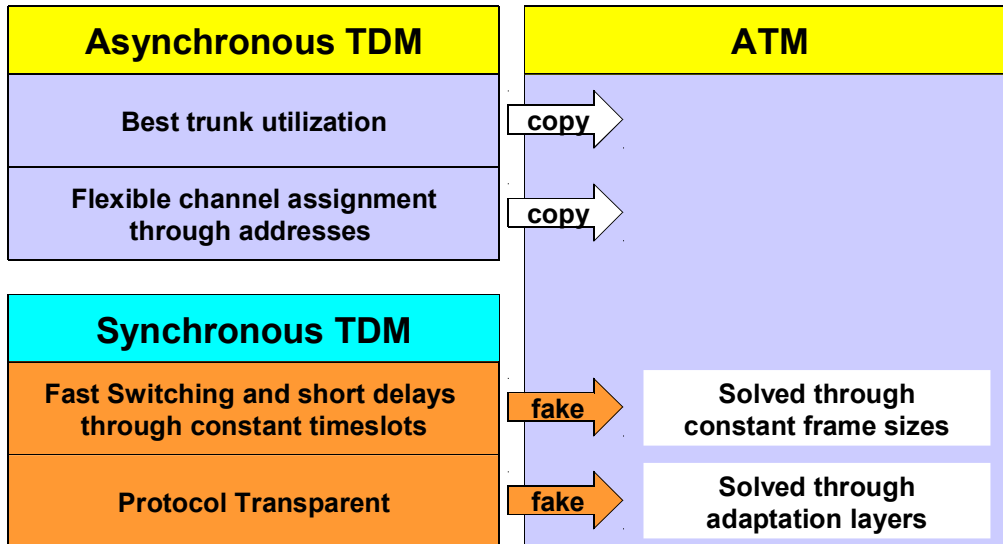 Asynchronous TDM
ATM
Best trunk utilization
copy
Flexible channel assignment
through addresses
copy
Synchronous TDM
Fast Switching and short delays
through constant timeslots
fake
Solved through
constant frame sizes
Protocol Transparent
fake
Solved through
adaptation layers